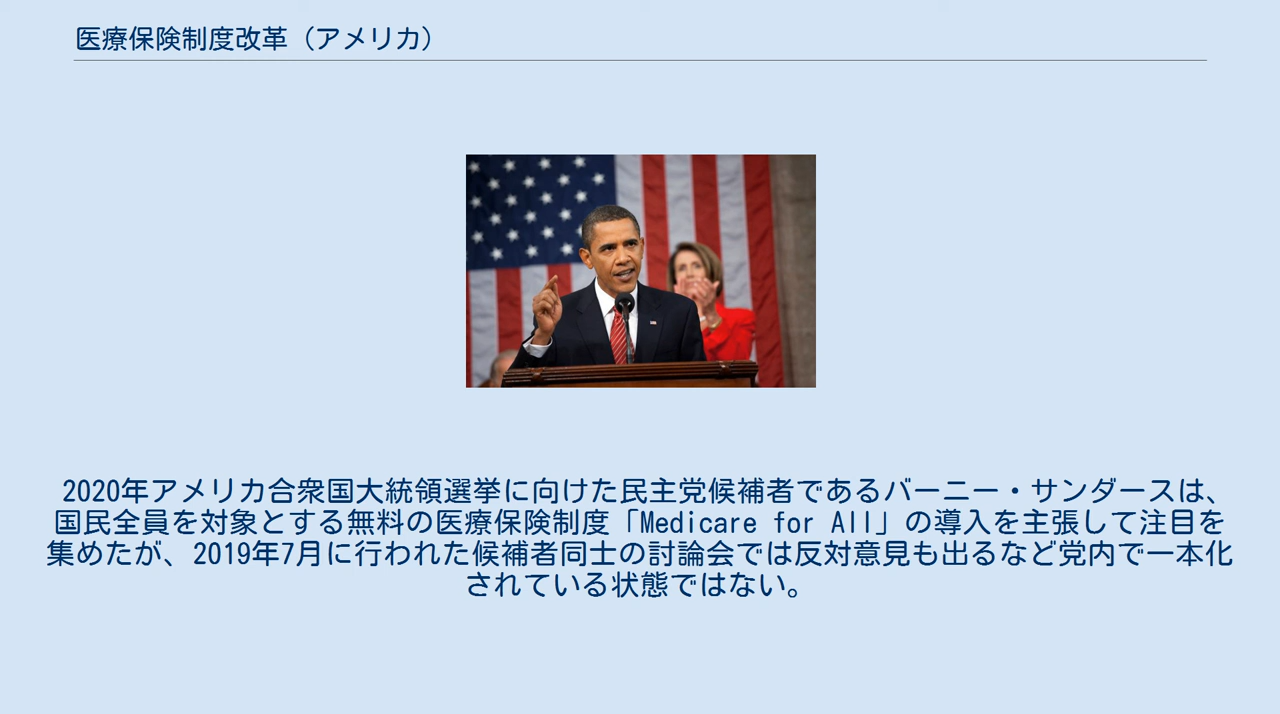 医療保険制度改革（アメリカ）
2020年アメリカ合衆国大統領選挙に向けた民主党候補者であるバーニー・サンダースは、
国民全員を対象とする無料の医療保険制度「Medicare for All」の導入を主張して注目を
集めたが、2019年7月に行われた候補者同士の討論会では反対意見も出るなど党内で一本化
されている状態ではない。